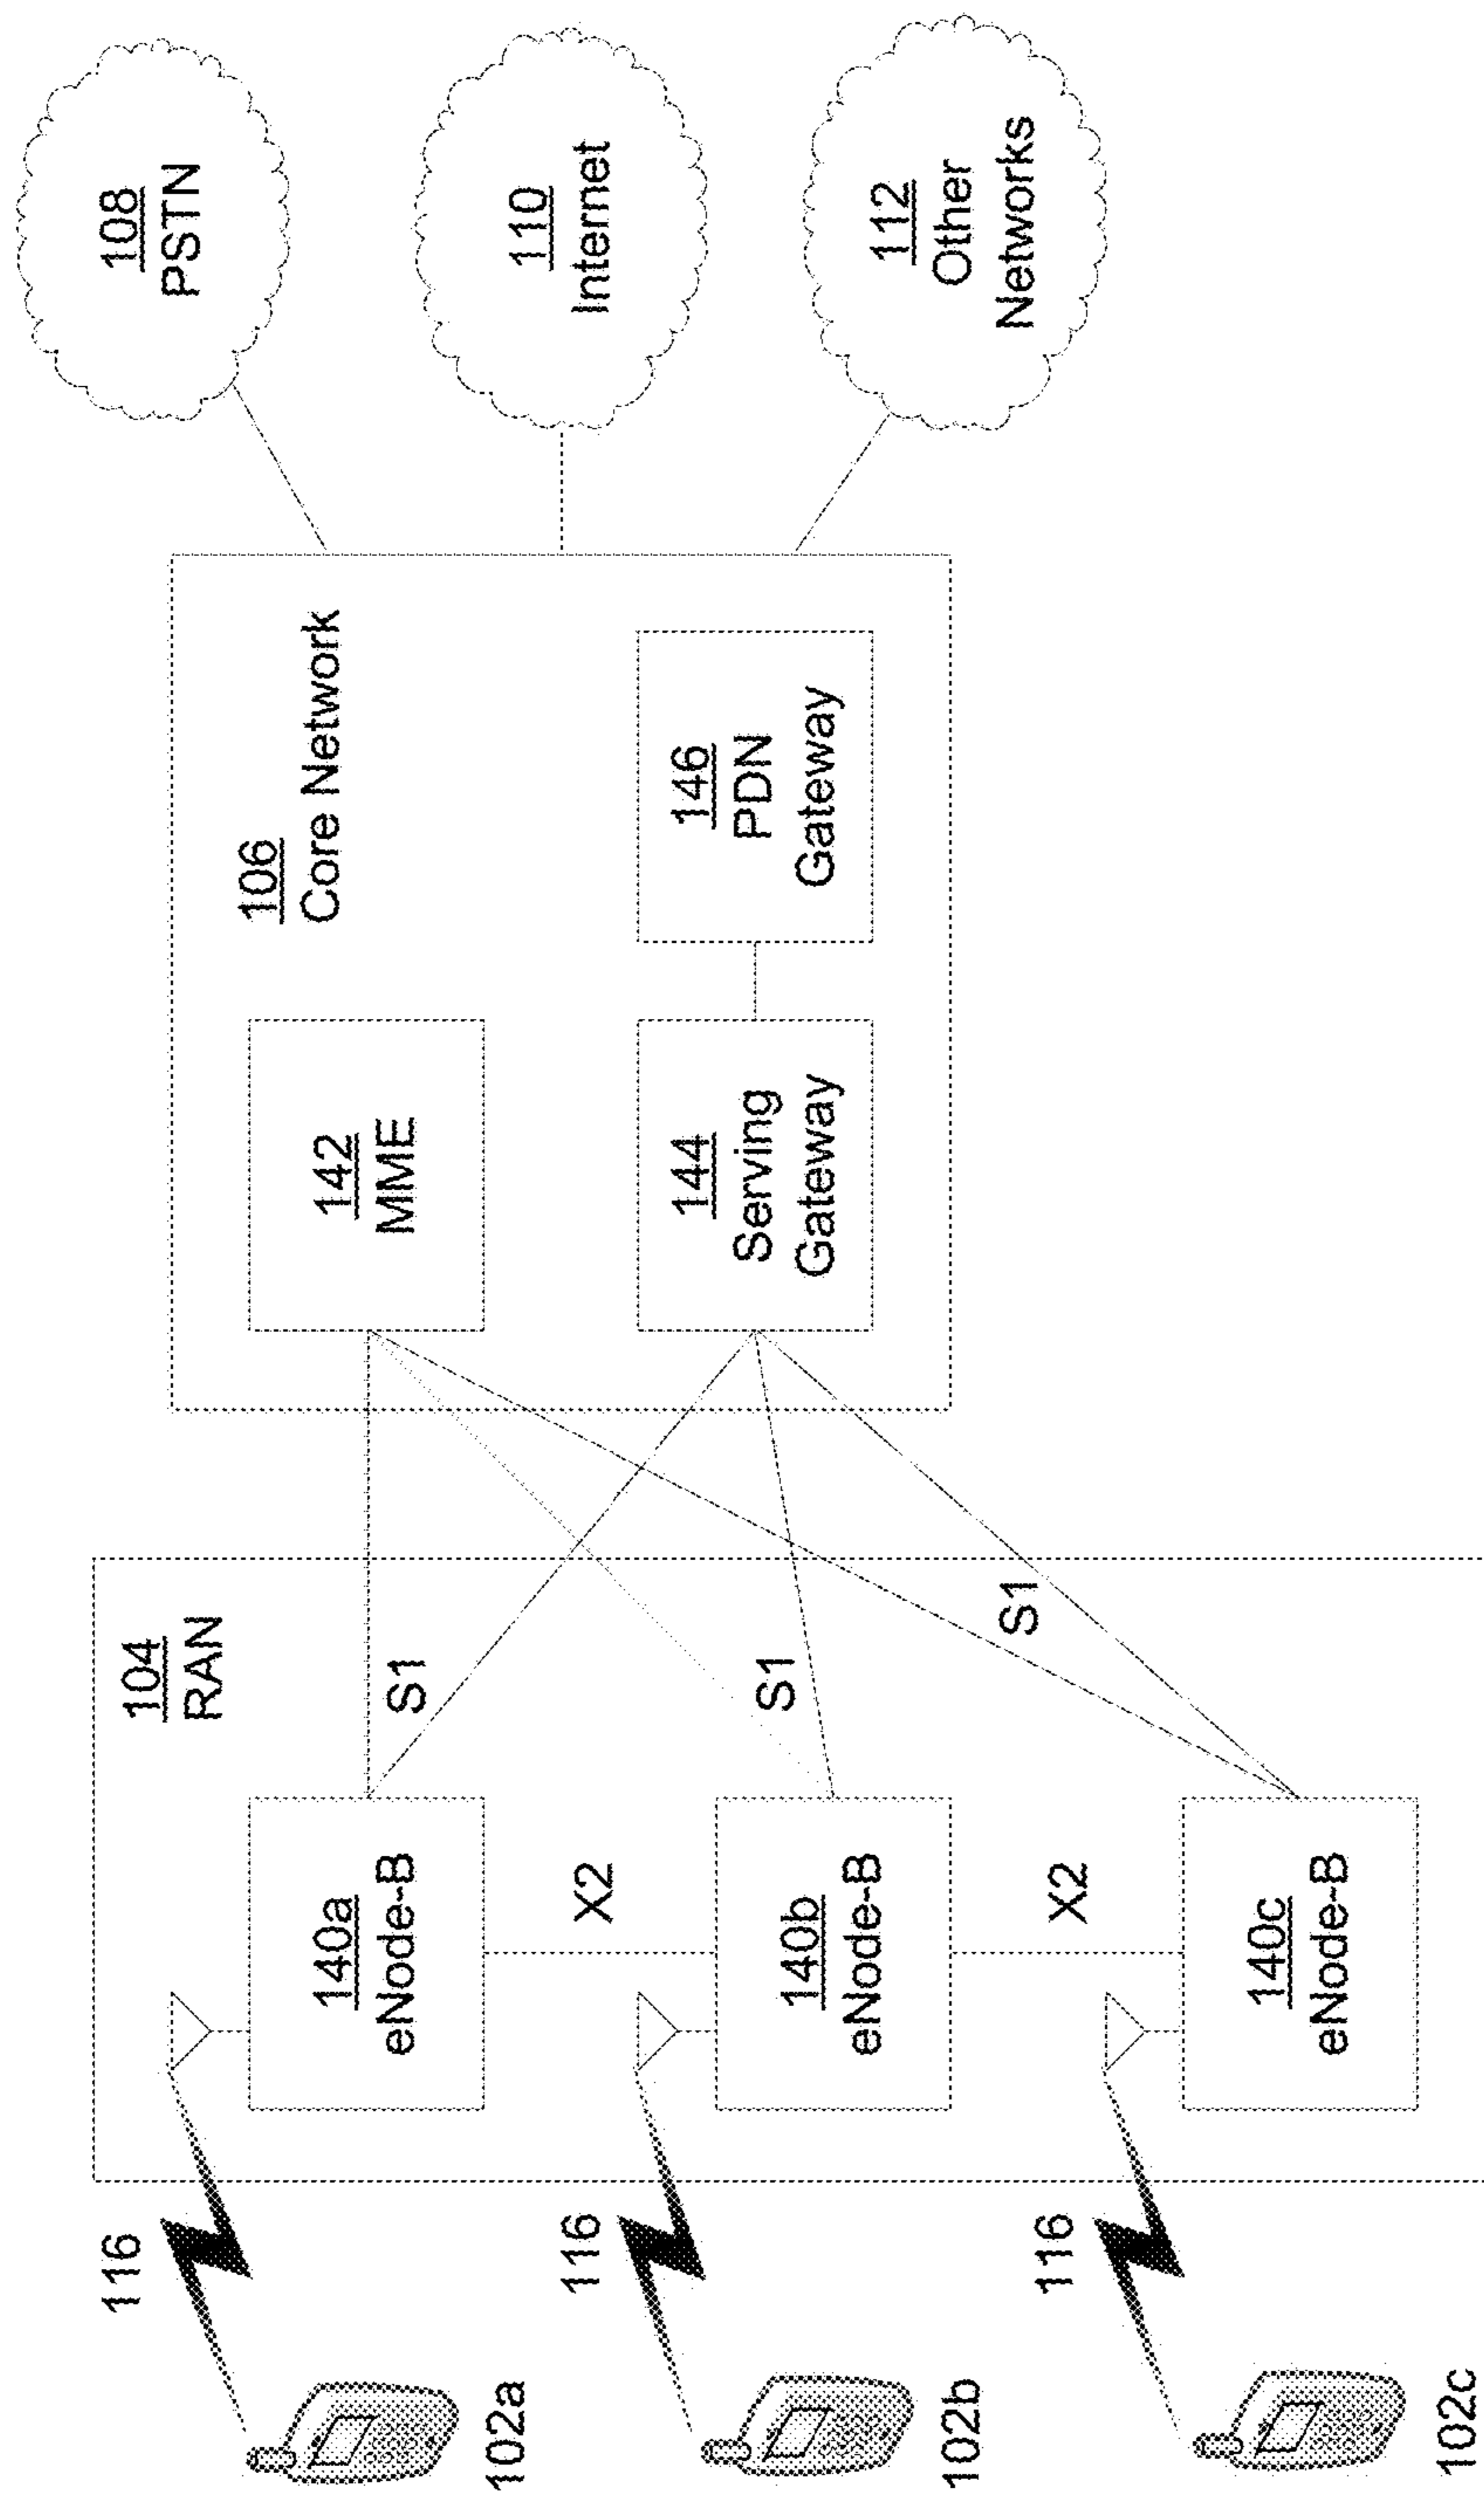 116
102a
116
102b
116
102c
104
RAN
140a
eNode-B
S1
X2
140b
eNode-B
S1
X2
140c
eNode-B
S1
106
Core Network
142
MME
144
Serving
Gateway
146
PDN
Gateway
108
PSTN
110
Internet
112
Other
Networks